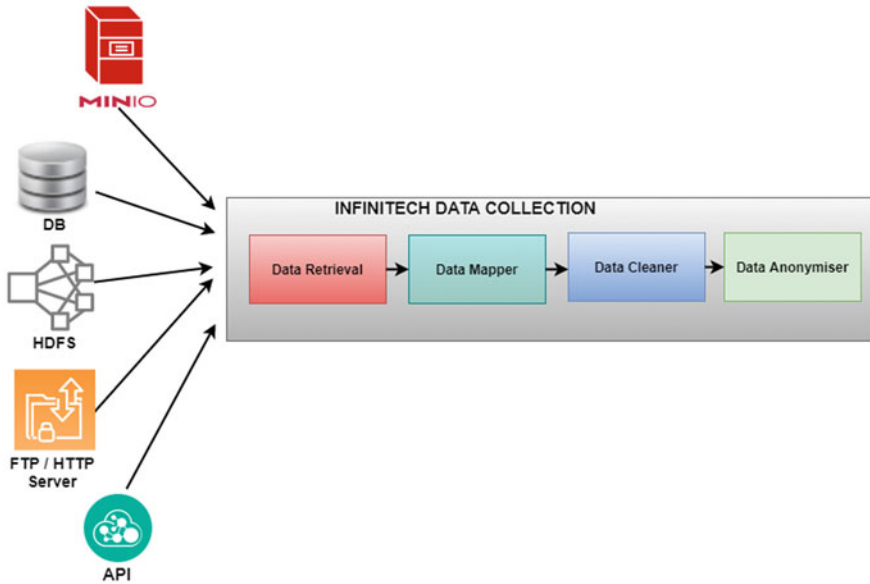 MINIO
DB
HDFS
FTP / HTTP
Server
API
INFINITECH DATA COLLECTION
Data Retrieval
Data Mapper
Data Cleaner
Data Anonymiser